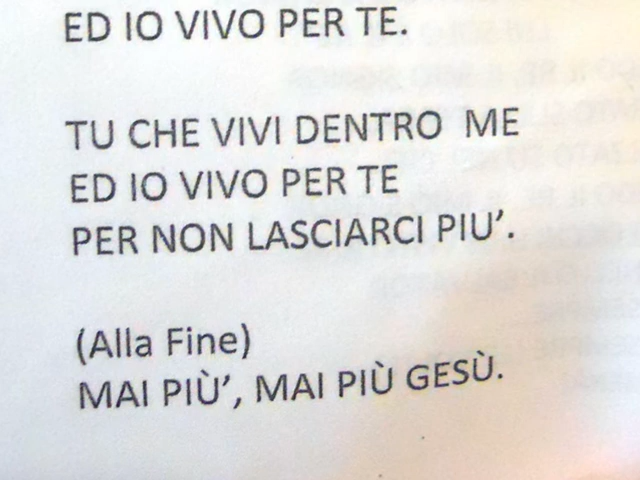 ED IO VIVO PER TE.
TU CHE VIVI DENTRO ME
ED IO VIVO PER TE
PER NON LASCIARCI PIU’.
(Alla Fine)
MAI PIÙ’, MAI PIÙ GESÙ.